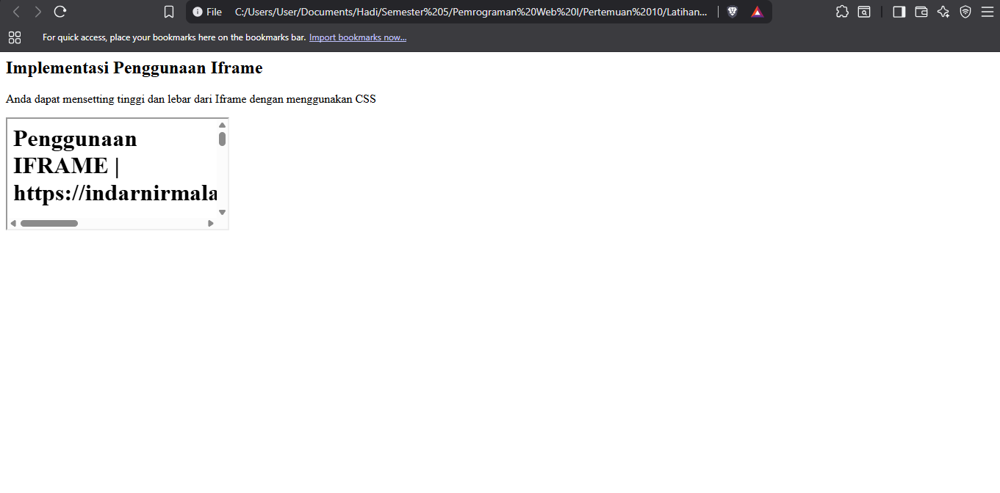 File C:/Users/User/Documents/Hadi/Semester%205/Pemrograman%20Web%20I/Pertemuan%2010/Latihan...
For quick access, place your bookmarks here on the bookmarks bar. Import bookmarks now...
Implementasi Penggunaan Iframe
Anda dapat mensetting tinggi dan lebar dari Iframe dengan menggunakan CSS
Penggunaan
IFRAME |
https://indarnirmala